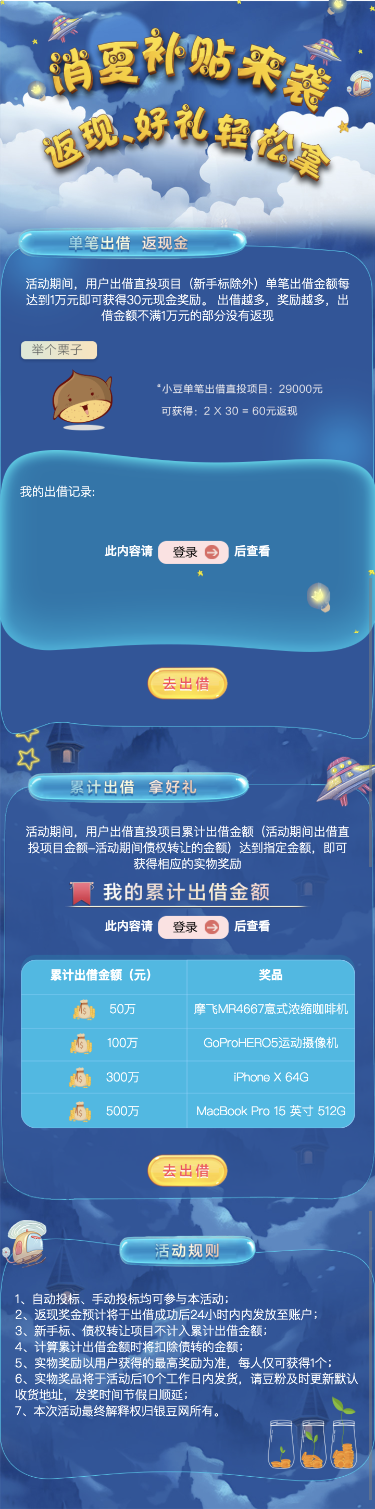 消夏补贴来袭
返现、好礼轻松拿
单笔出借 返现金
活动期间，用户出借直投项目（新手标除外）单笔出借金额每
达到1万元即可获得30元现金奖励。 出借越多，奖励越多，出
借金额不满1万元的部分没有返现
举个栗子
*小豆单笔出借直投项目：29000元
可获得：2 X 30 = 60元返现
我的出借记录:
此内容请 登录 后查看
去出借
累计出借 拿好礼
活动期间，用户出借直投项目累计出借金额（活动期间出借直
投项目金额–活动期间债权转让的金额）达到指定金额，即可
获得相应的实物奖励
我的累计出借金额
此内容请 登录 后查看
累计出借金额（元） 奖品
50万 摩飞MR4667意式浓缩咖啡机
100万 GoProHERO5运动摄像机
300万 iPhone X 64G
500万 MacBook Pro 15 英寸 512G
去出借
活动规则
1、自动投标、手动投标均可参与本活动；
2、返现奖金预计将于出借成功后24小时内内发放至账户；
3、新手标、债权转让项目不计入累计出借金额；
4、计算累计出借金额时将扣除债转的金额；
5、实物奖励以用户获得的最高奖励为准，每人仅可获得1个；
6、实物奖品将于活动后10个工作日内发货，请豆粉及时更新默认
收货地址，发奖时间节假日顺延；
7、本次活动最终解释权归银豆网所有。